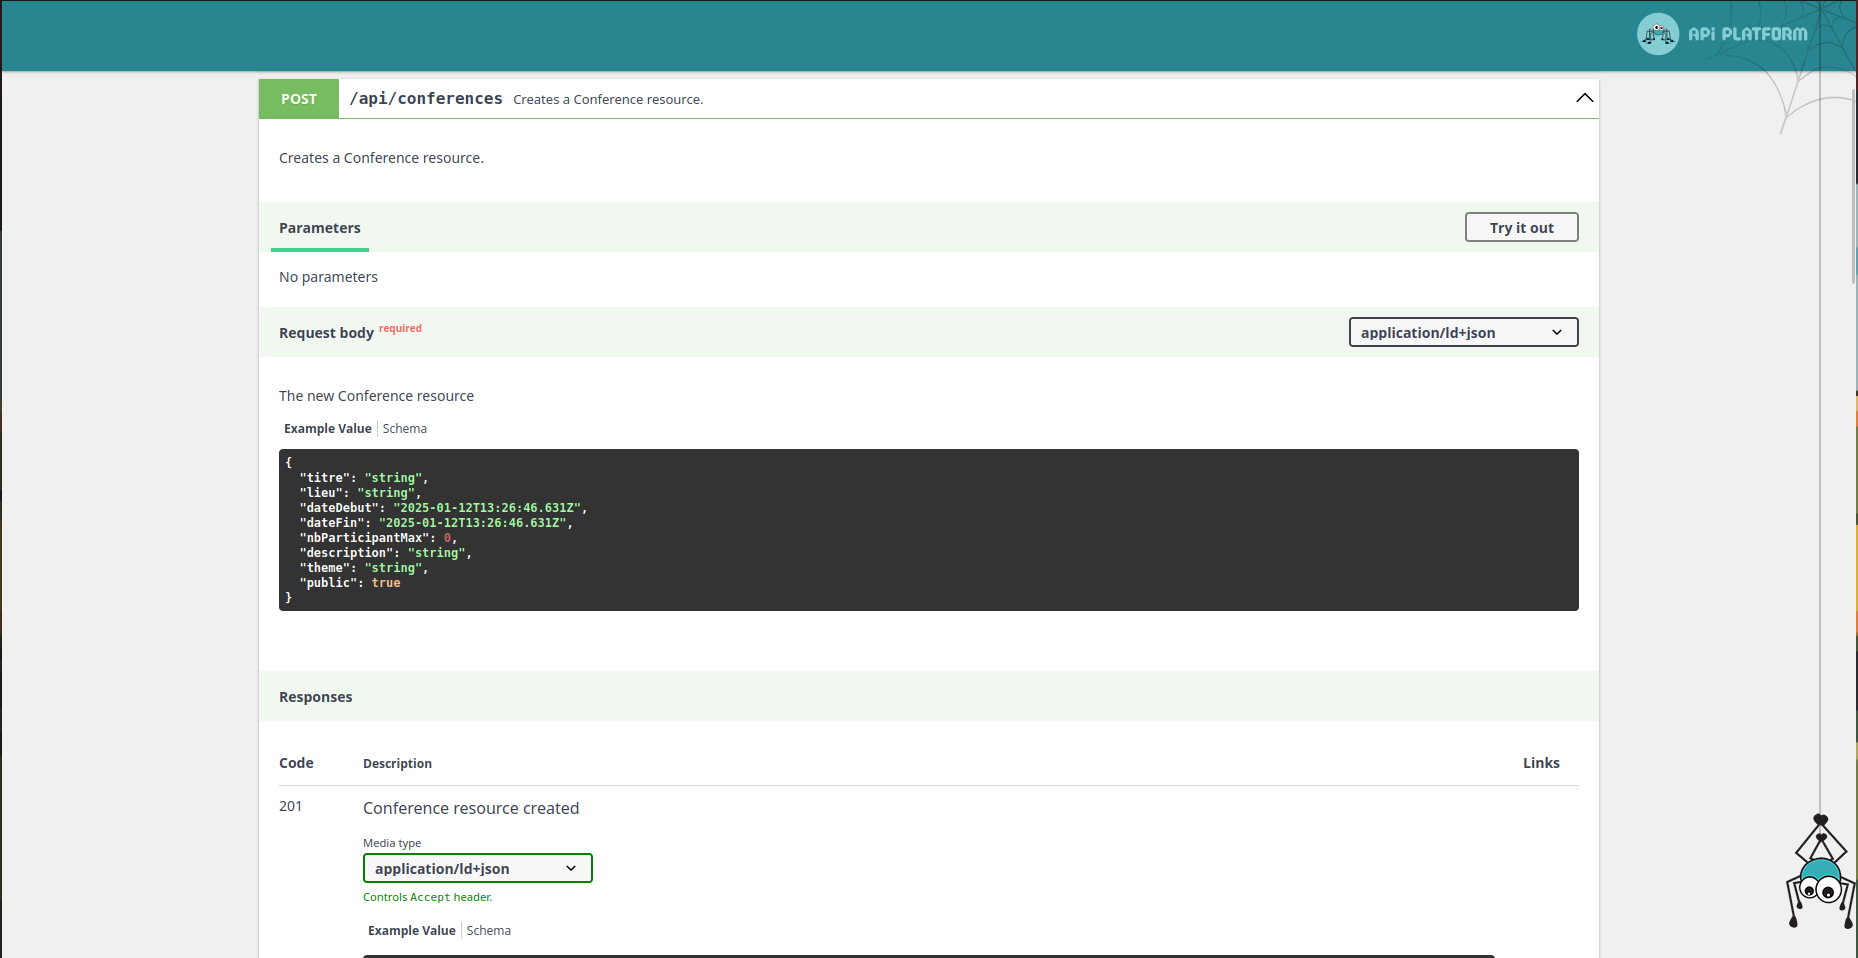 API PLATFORM
POST /api/conferences Creates a Conference resource.
Creates a Conference resource.
Parameters Try it out
No parameters
Request body required application/ld+json
The new Conference resource
Example Value Schema
{
  "titre": "string",
  "lieu": "string",
  "dateDebut": "2025-01-12T13:26:46.631Z",
  "dateFin": "2025-01-12T13:26:46.631Z",
  "nbParticipantMax": 0,
  "description": "string",
  "theme": "string",
  "public": true
}
Responses
Code Description Links
201 Conference resource created
Media type
application/ld+json
Controls Accept header.
Example Value Schema